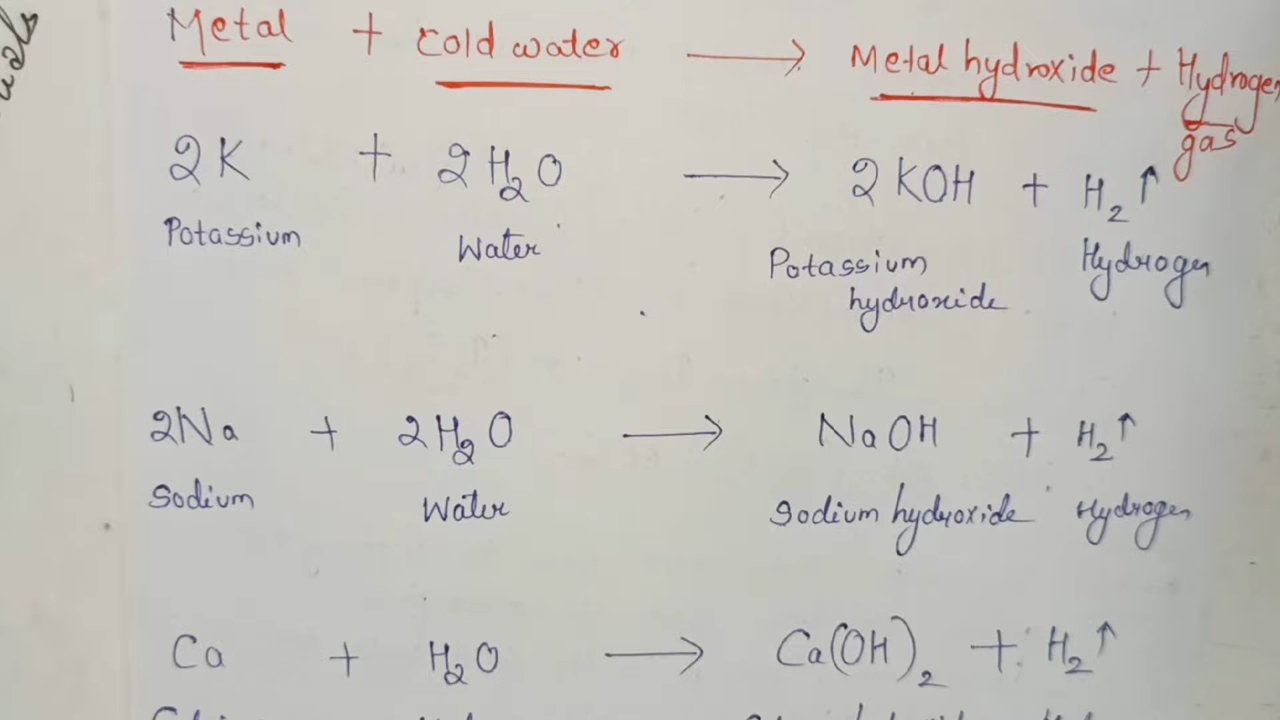 Metal + cold water → Metal hydroxide + Hydrogen
gas
2K + 2H₂O → 2KOH + H₂↑
Potassium Water Potassium hydroxide Hydrogen
2Na + 2H₂O → NaOH + H₂↑
Sodium Water Sodium hydroxide Hydrogen
Ca + H₂O → Ca(OH)₂ + H₂↑